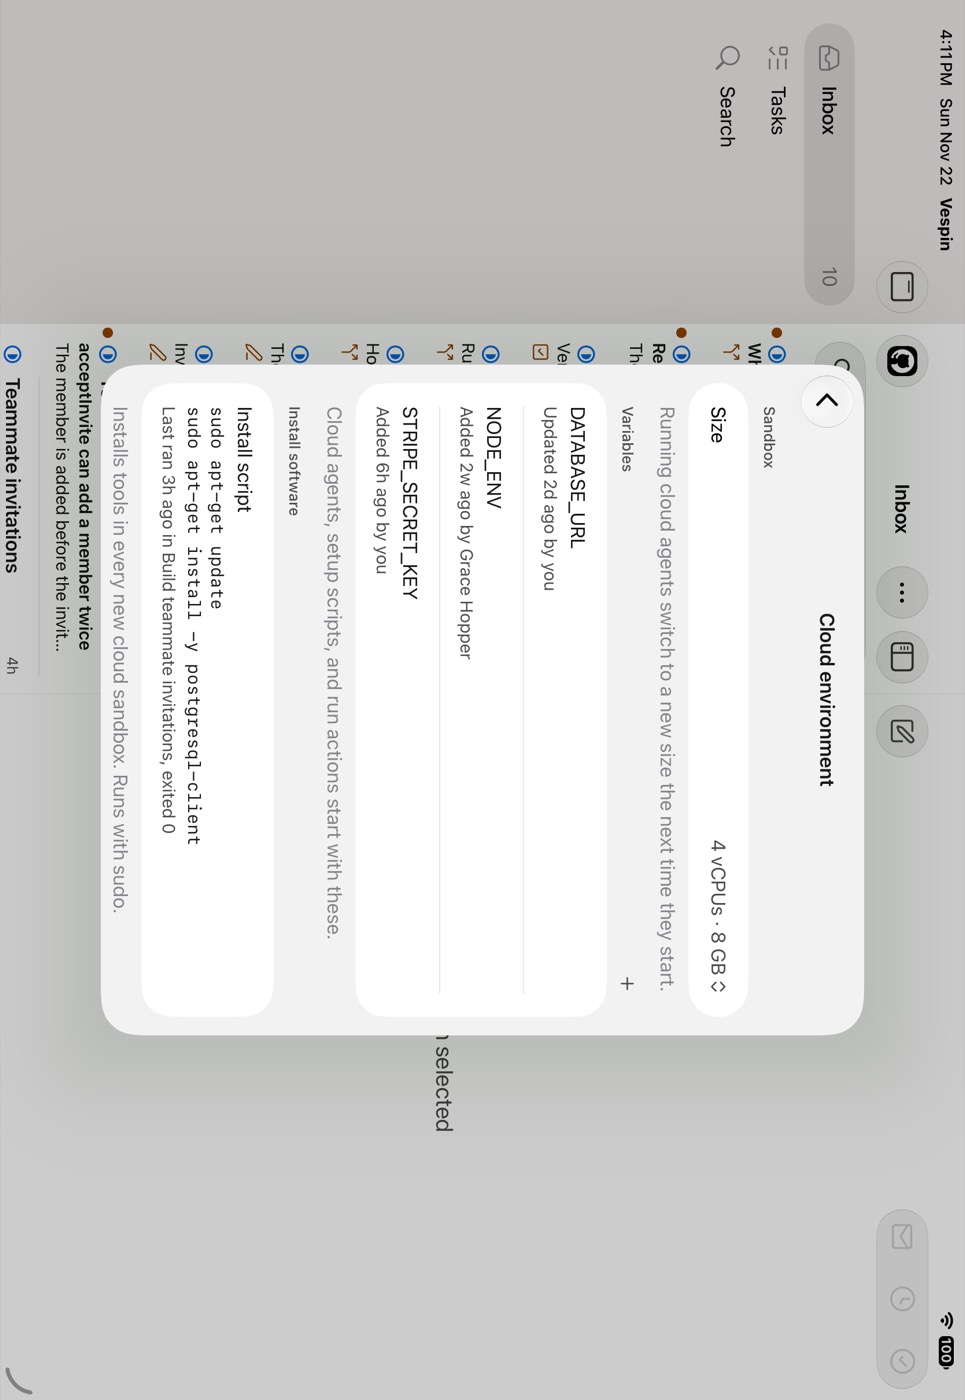 4:11 PM Sun Nov 22 Vespin
100
Inbox
Inbox 10
Tasks
Search
Cloud environment
Sandbox
Size 4 vCPUs · 8 GB
Running cloud agents switch to a new size the next time they start.
Variables
DATABASE_URL
Updated 2d ago by you
NODE_ENV
Added 2w ago by Grace Hopper
STRIPE_SECRET_KEY
Added 6h ago by you
Cloud agents, setup scripts, and run actions start with these.
Install software
Install script
sudo apt-get update
sudo apt-get install -y postgresql-client
Last ran 3h ago in Build teammate invitations, exited 0
Installs tools in every new cloud sandbox. Runs with sudo.
selected
acceptInvite can add a member twice
The member is added before the invit...
Teammate invitations 4h